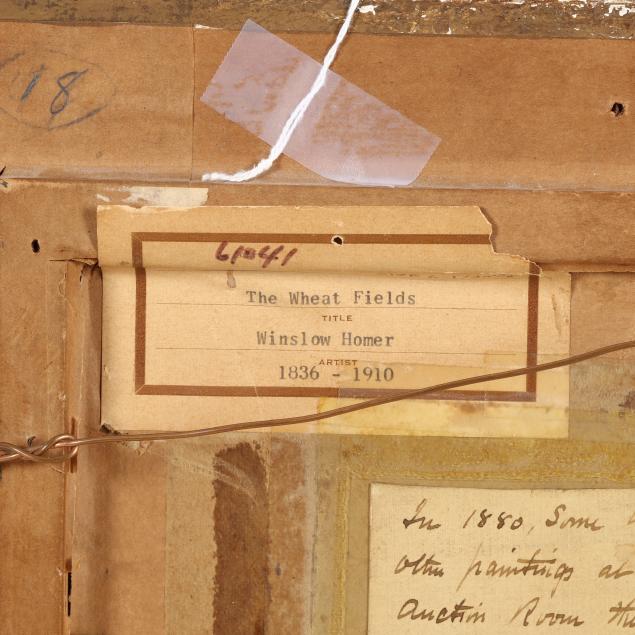 18
61041
The Wheat Fields
TITLE
Winslow Homer
ARTIST
1836 - 1910
In 1880, Some
other paintings at
Auction Room the